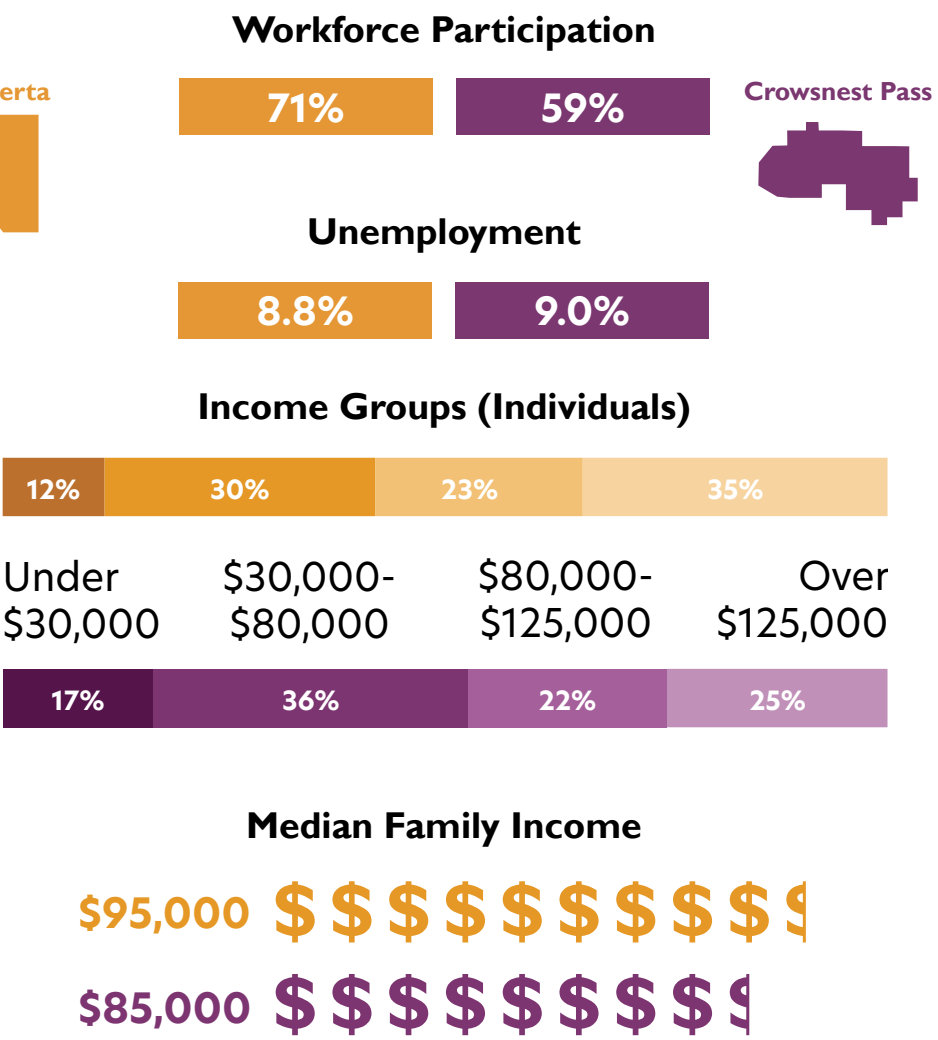 Workforce Participation
erta
71%
59%
Crowsnest Pass
Unemployment
8.8%
9.0%
Income Groups (Individuals)
12%
30%
23%
35%
Under
$30,000
$30,000-
$80,000
$80,000-
$125,000
Over
$125,000
17%
36%
22%
25%
Median Family Income
$95,000 $ $ $ $ $ $ $ $ $ $
$85,000 $ $ $ $ $ $ $ $ $